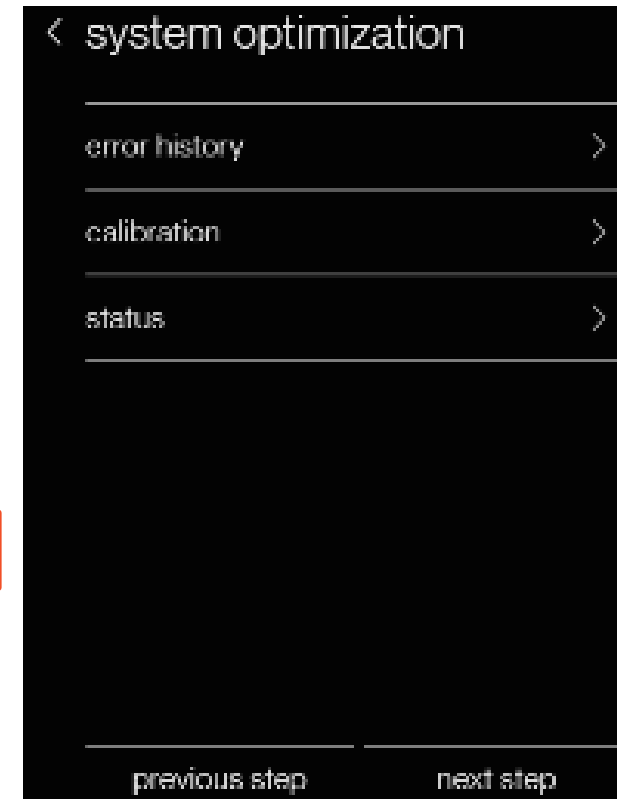 system optimization
error history
calibration
status
previous step next step